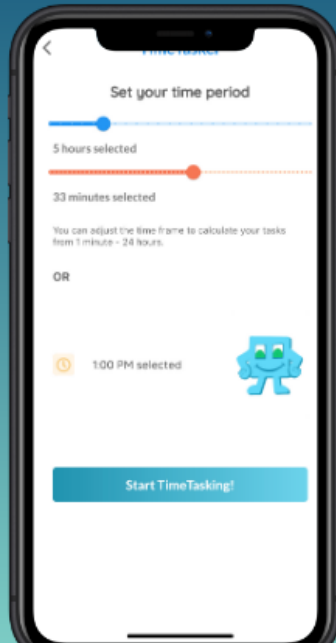 TimeTasker
Set your time period
5 hours selected
33 minutes selected
You can adjust the time frame to calculate your tasks
from 1 minute - 24 hours.
OR
1:00 PM selected
Start TimeTasking!